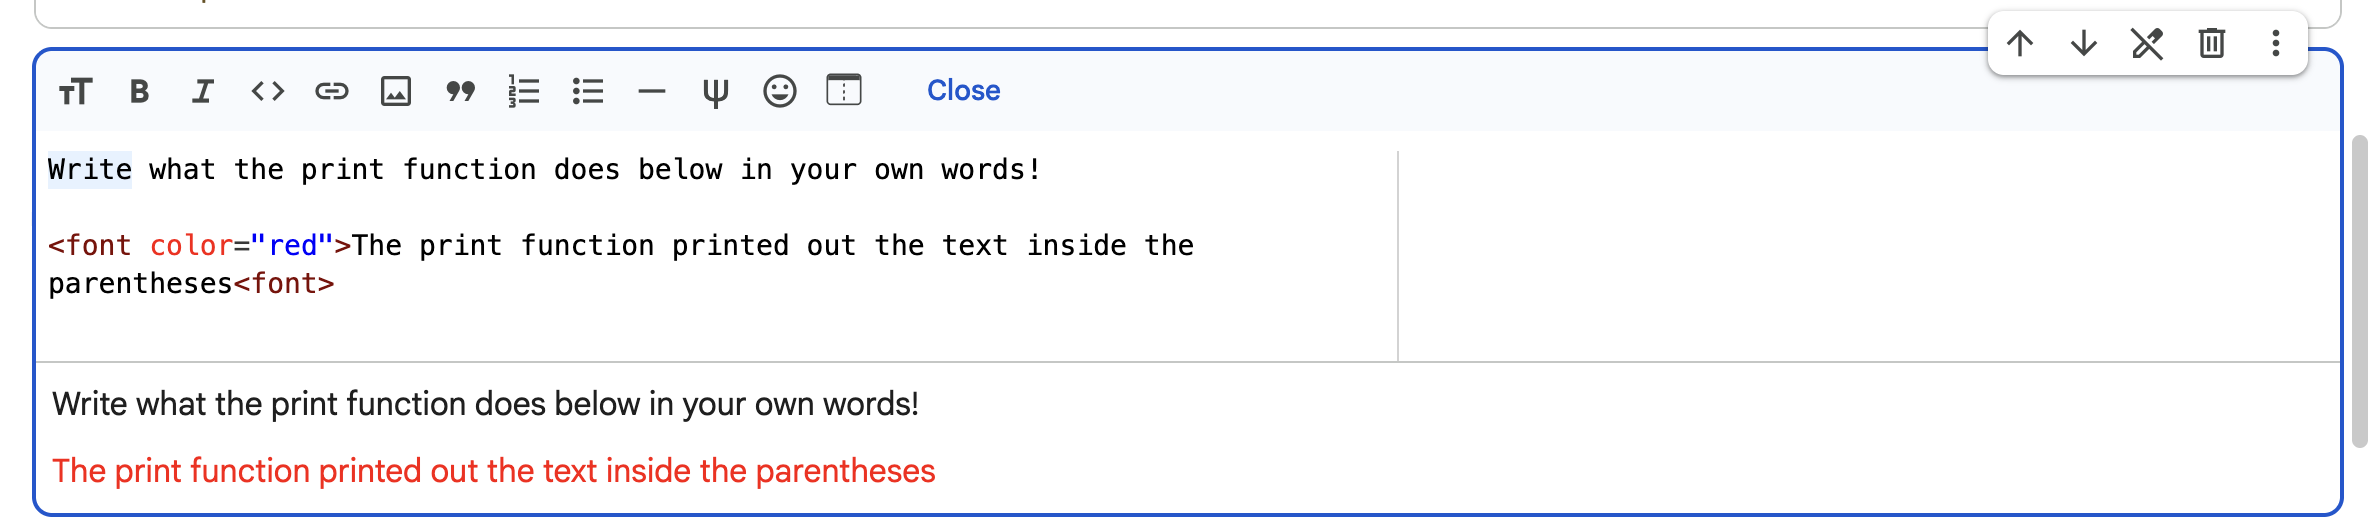 Close
Write what the print function does below in your own words!
<font color="red">The print function printed out the text inside the
parentheses<font>
Write what the print function does below in your own words!
The print function printed out the text inside the parentheses